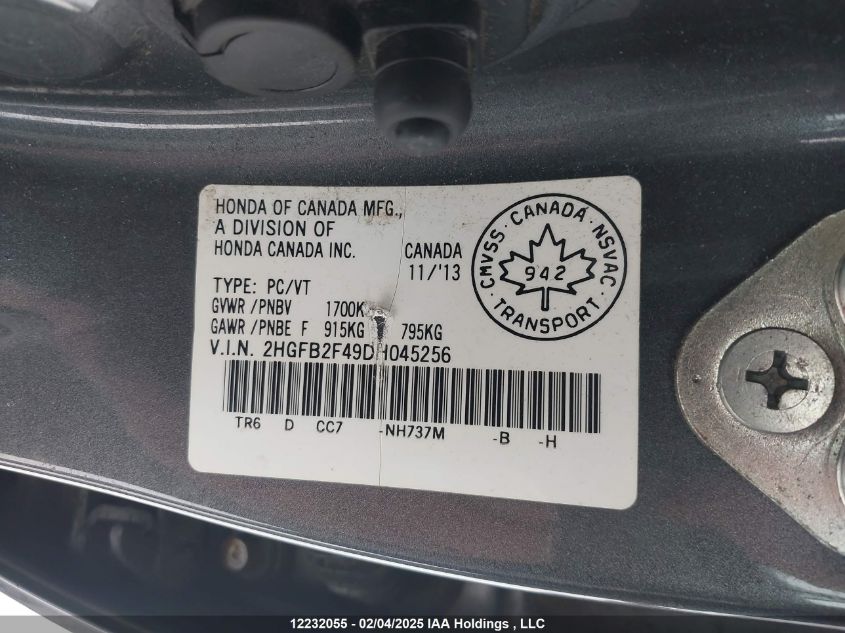 HONDA OF CANADA MFG.,
A DIVISION OF
HONDA CANADA INC.
CANADA
11/'13
CMVSS · CANADA · NSVAC
942
· TRANSPORT ·
TYPE: PC/VT
GVWR /PNBV 1700K
GAWR /PNBE F 915KG 795KG
V.I.N. 2HGFB2F49DH045256
TR6 D CC7 -NH737M -B -H
12232055 - 02/04/2025 IAA Holdings , LLC